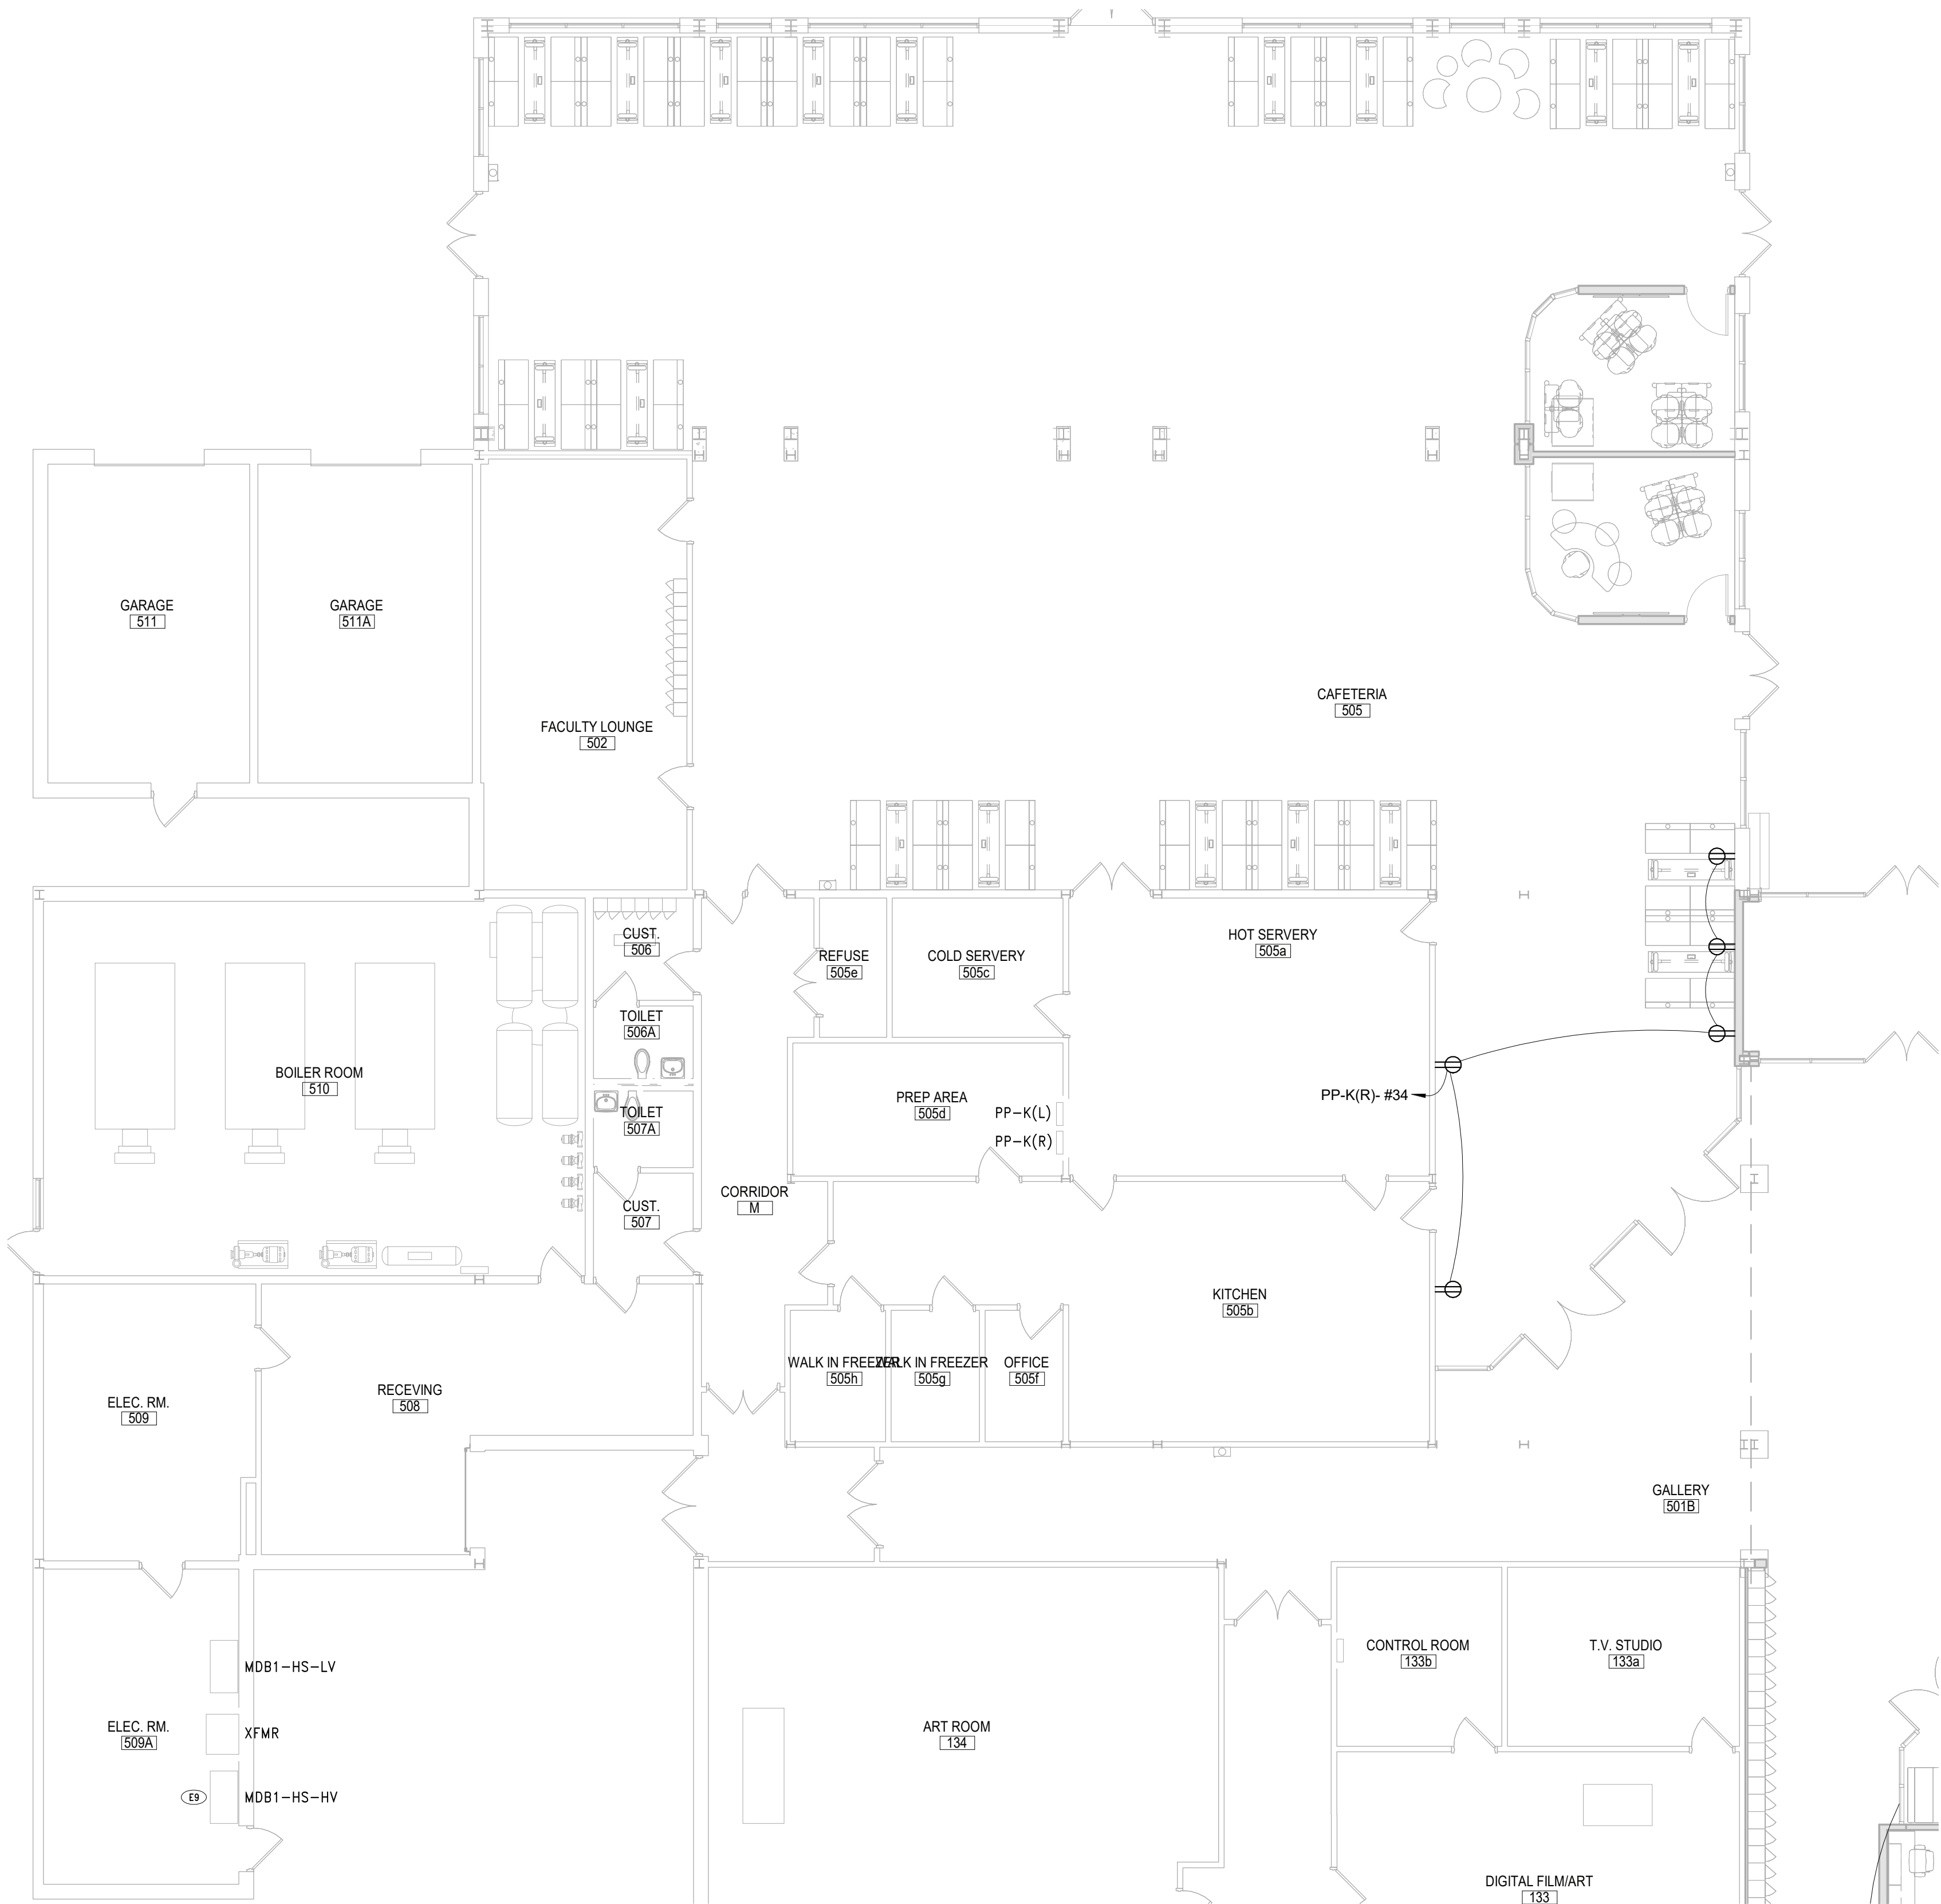 GARAGE
511
GARAGE
511A
FACULTY LOUNGE
502
CAFETERIA
505
CUST.
506
REFUSE
505e
COLD SERVERY
505c
HOT SERVERY
505a
TOILET
506A
BOILER ROOM
510
PREP AREA
505d
PP-K(L)
PP-K(R)
PP-K(R)- #34
TOILET
507A
CORRIDOR
M
CUST.
507
KITCHEN
505b
WALK IN FREEZER
505h
WALK IN FREEZER
505g
OFFICE
505f
ELEC. RM.
509
RECEVING
508
GALLERY
501B
MDB1-HS-LV
CONTROL ROOM
133b
T.V. STUDIO
133a
ELEC. RM.
509A
XFMR
ART ROOM
134
E9
MDB1-HS-HV
DIGITAL FILM/ART
133